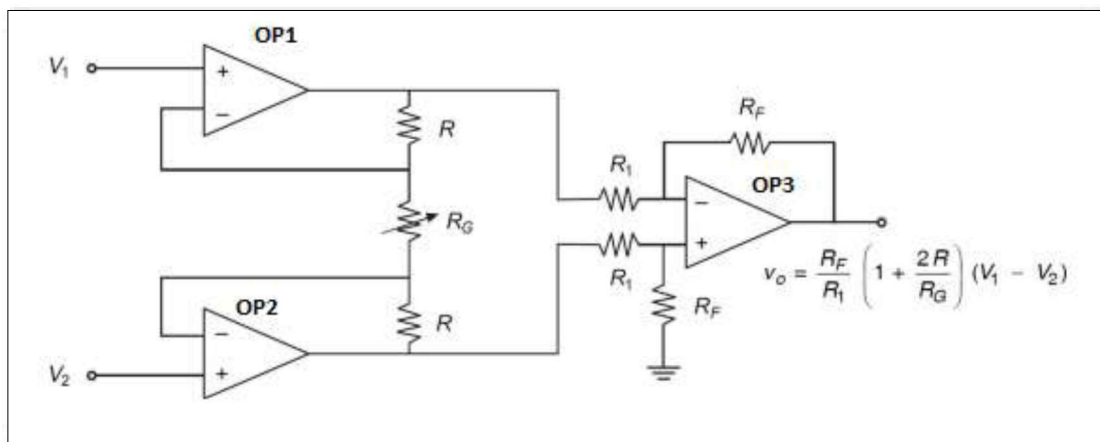 OP1
V1
+
−
R
RF
R1
OP3
−
RG
+
R1
vo = RF/R1 (1 + 2R/RG) (V1 − V2)
OP2
R
RF
−
V2
+